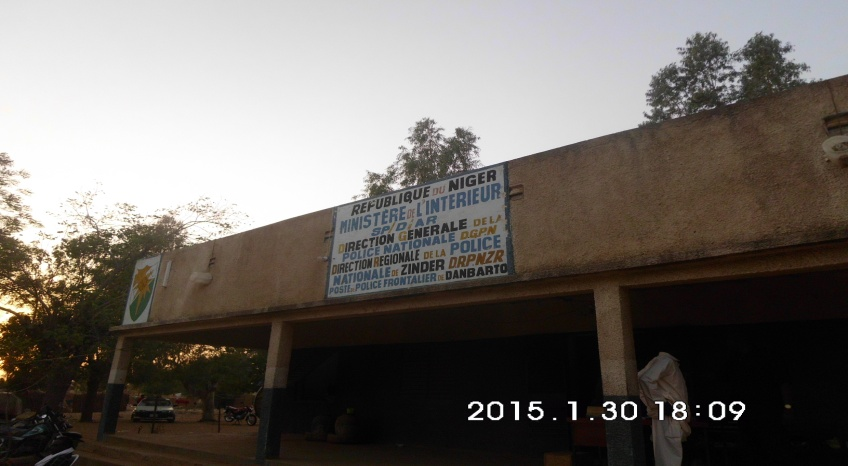 REPUBLIQUE DU NIGER
MINISTÈRE DE L'INTERIEUR
SP/D/AR
DIRECTION GENERALE DE LA
POLICE NATIONALE DGPN
DIRECTION REGIONALE DE LA POLICE
NATIONALE DE ZINDER DRPNZR
POSTE DE POLICE FRONTALIER DE DANBARTO
2015.1.30 18:09